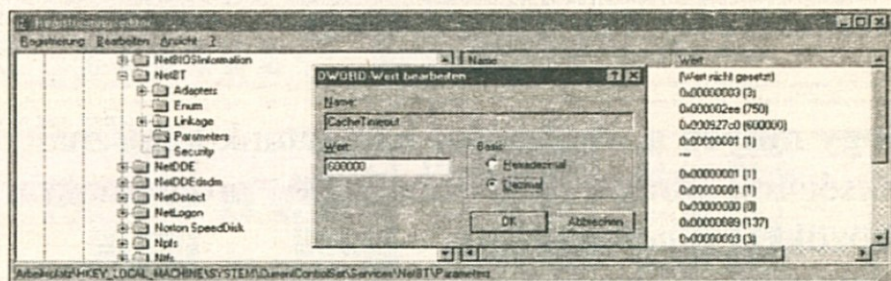 Registrierungseditor
Registrierung Bearbeiten Ansicht ?
NetBIOSInformation
NetBT
Adapters
Enum
Linkage
Parameters
Security
NetDDE
NetDDEdsdm
NetDetect
NetLogon
Norton SpeedDisk
Npfs
Ntfs
DWORD-Wert bearbeiten
Name:
CacheTimeout
Wert:
600000
Basis
Hexadezimal
Dezimal
OK Abbrechen
Name Wert
(Wert nicht gesetzt)
0x00000003 (3)
0x000002ee (750)
0x000927c0 (600000)
0x00000001 (1)
""
0x00000001 (1)
0x00000001 (1)
0x00000000 (0)
0x00000089 (137)
0x00000003 (3)
Arbeitsplatz\HKEY_LOCAL_MACHINE\SYSTEM\CurrentControlSet\Services\NetBT\Parameters